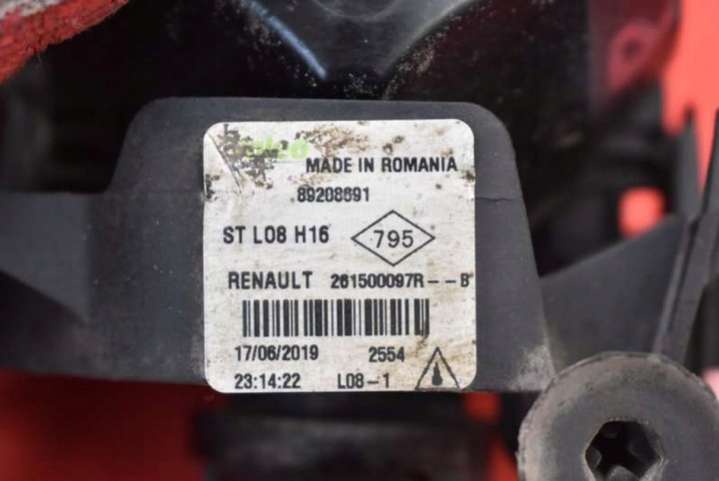 MADE IN ROMANIA
89208691
ST L08 H16 795
RENAULT 261500097R--B
17/06/2019 2554
23:14:22 L08-1